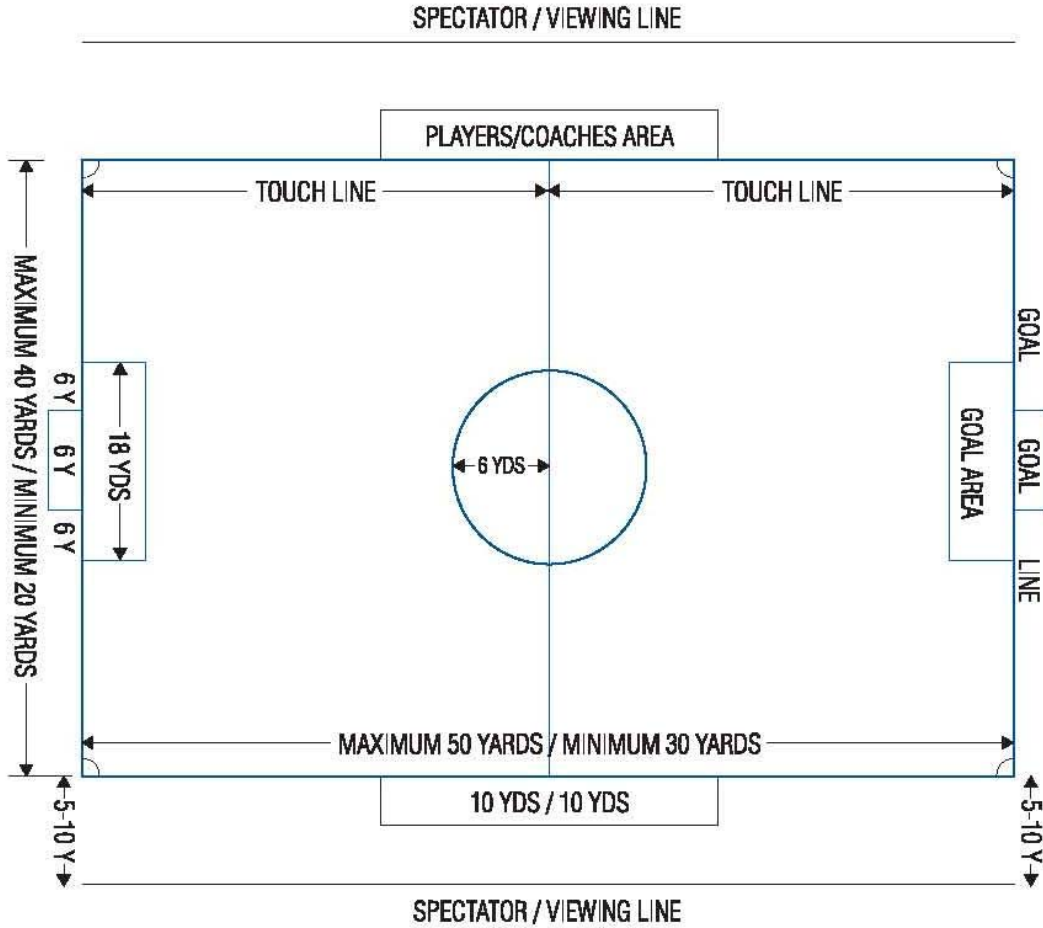 SPECTATOR / VIEWING LINE
PLAYERS/COACHES AREA
TOUCH LINE
TOUCH LINE
MAXIMUM 40 YARDS / MINIMUM 20 YARDS
6 Y
6 Y
6 Y
18 YDS
6 YDS
GOAL AREA
GOAL
GOAL
LINE
MAXIMUM 50 YARDS / MINIMUM 30 YARDS
10 YDS / 10 YDS
5-10 Y
5-10 Y
SPECTATOR / VIEWING LINE